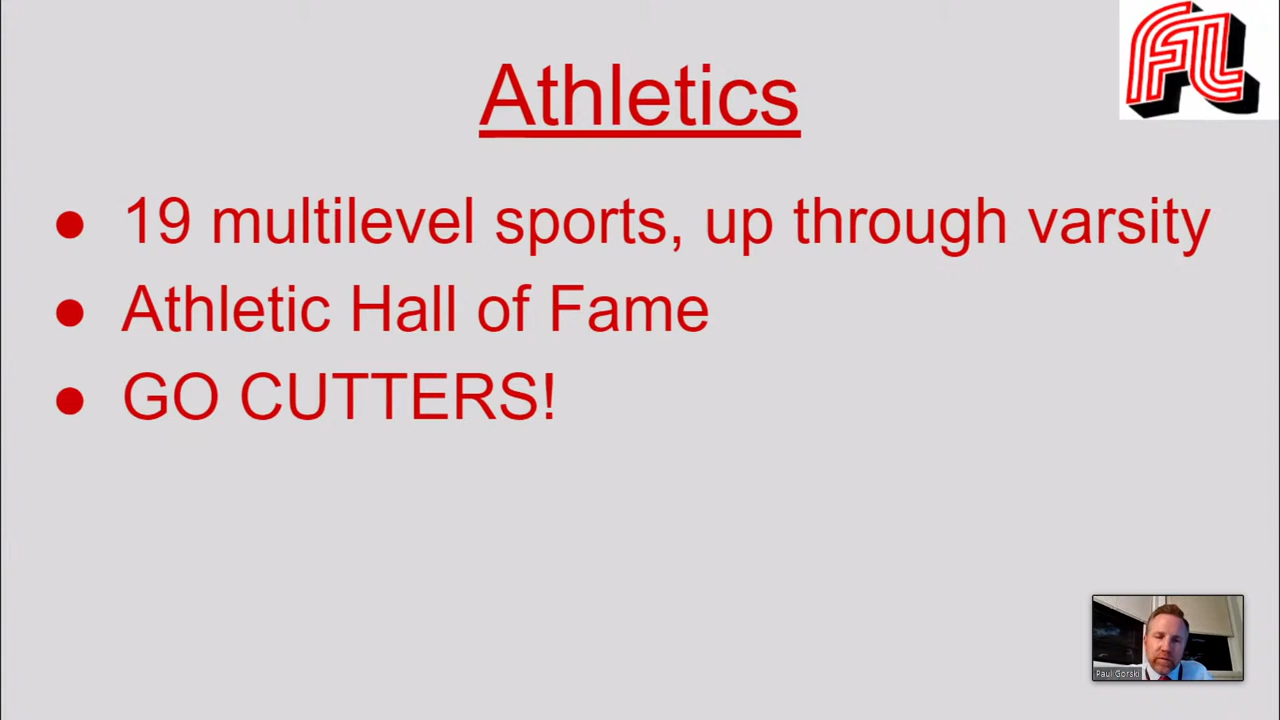 FL
Athletics
● 19 multilevel sports, up through varsity
● Athletic Hall of Fame
● GO CUTTERS!
Paul Gorski